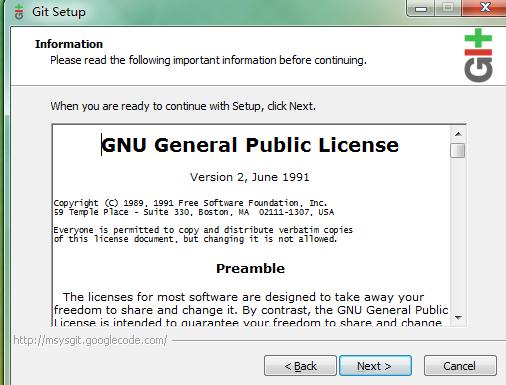 Git Setup
Information
Please read the following important information before continuing.
git
When you are ready to continue with Setup, click Next.
GNU General Public License
Version 2, June 1991
Copyright (C) 1989, 1991 Free Software Foundation, Inc.
59 Temple Place - Suite 330, Boston, MA  02111-1307, USA
Everyone is permitted to copy and distribute verbatim copies
of this license document, but changing it is not allowed.
Preamble
The licenses for most software are designed to take away your
freedom to share and change it. By contrast, the GNU General Public
License is intended to guarantee your freedom to share and change
http://msysgit.googlecode.com/
< Back
Next >
Cancel